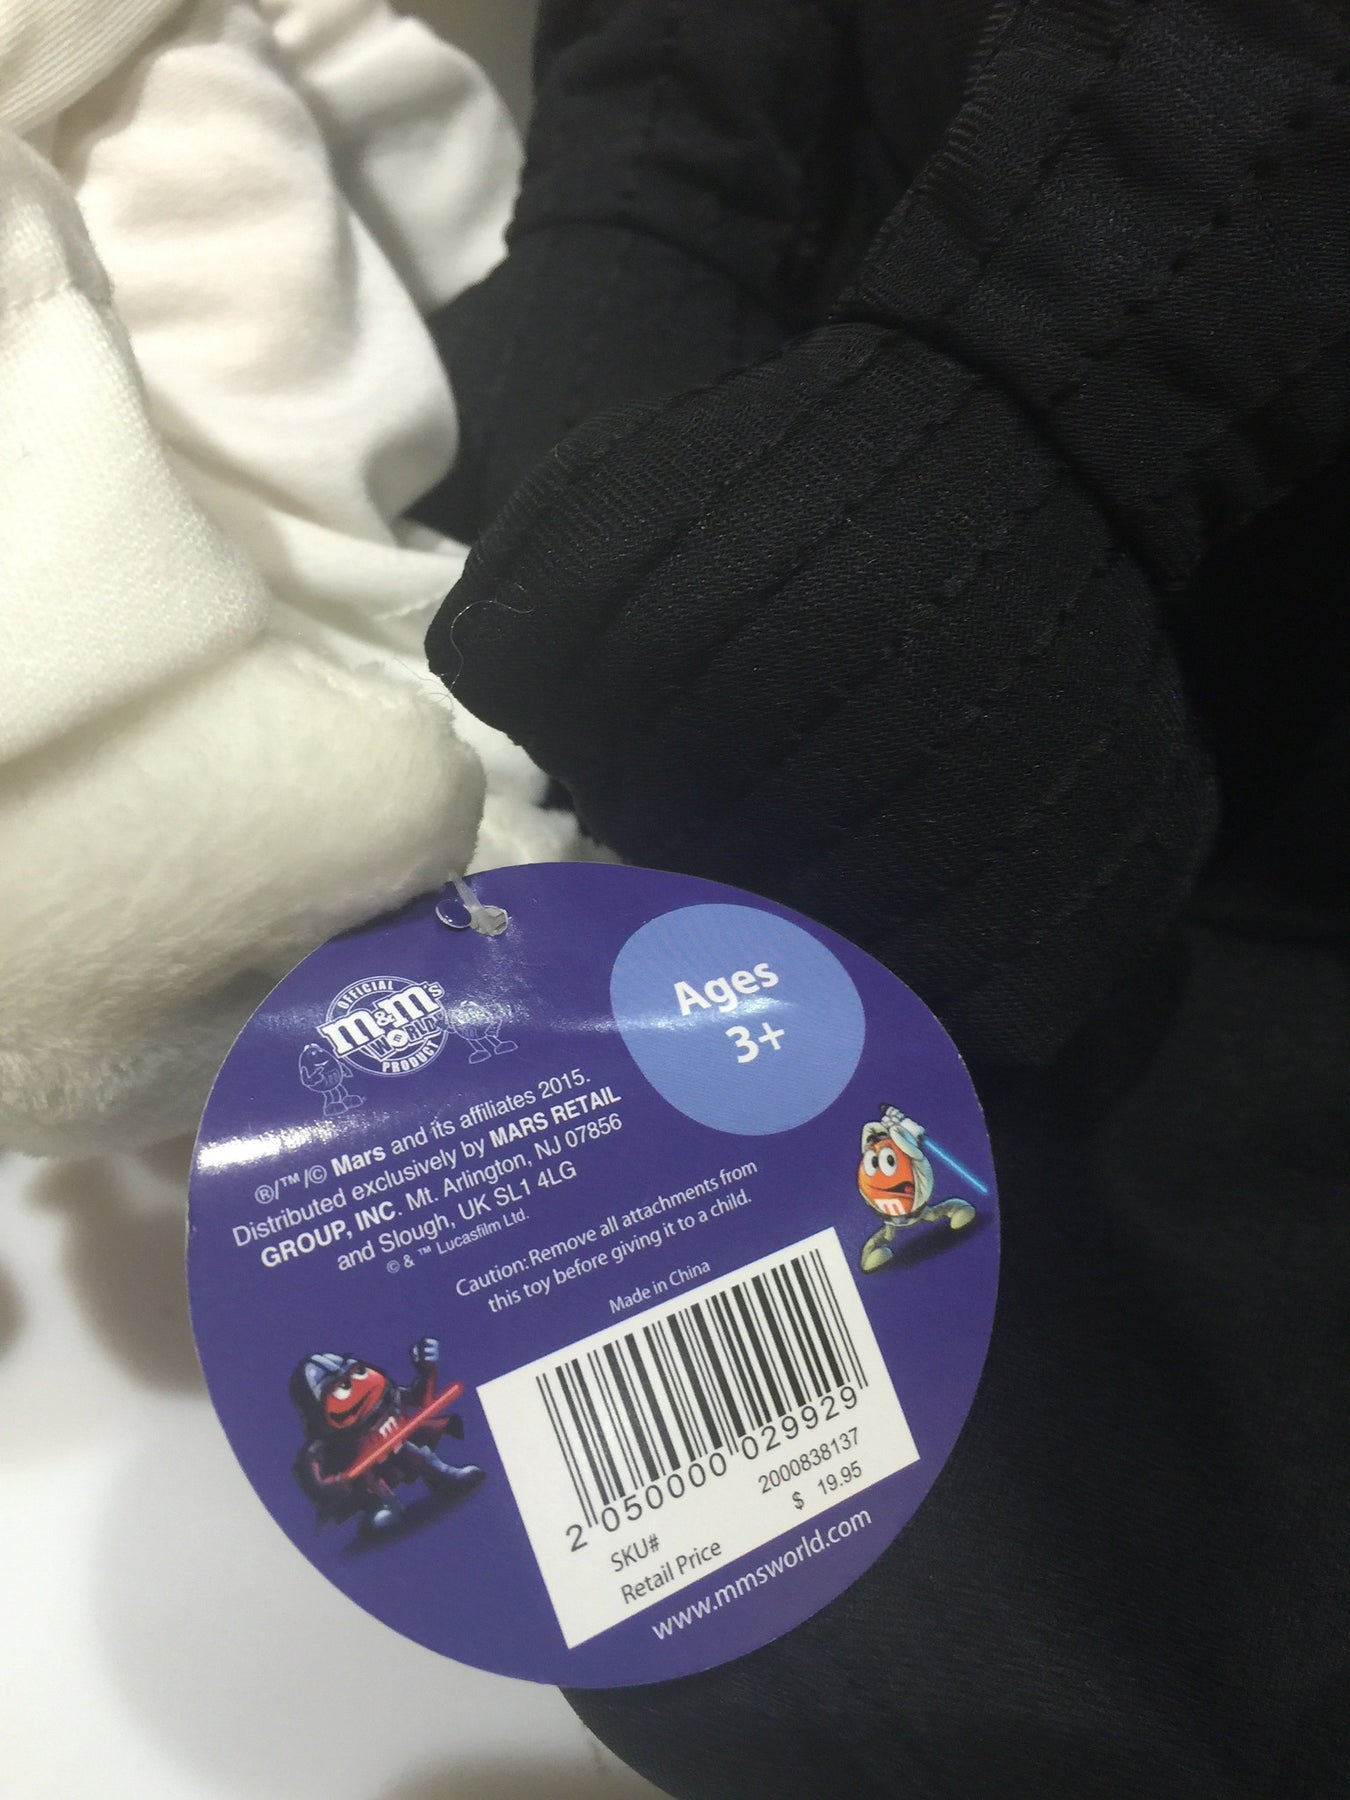 OFFICIAL
m&m's
WORLD
PRODUCT
Ages
3+
®/™/© Mars and its affiliates 2015.
Distributed exclusively by MARS RETAIL
GROUP, INC. Mt. Arlington, NJ 07856
and Slough, UK SL1 4LG
© & ™ Lucasfilm Ltd.
Caution: Remove all attachments from
this toy before giving it to a child.
Made in China
m
m
2 050000 029929
SKU# 2000838137
Retail Price $ 19.95
www.mmsworld.com